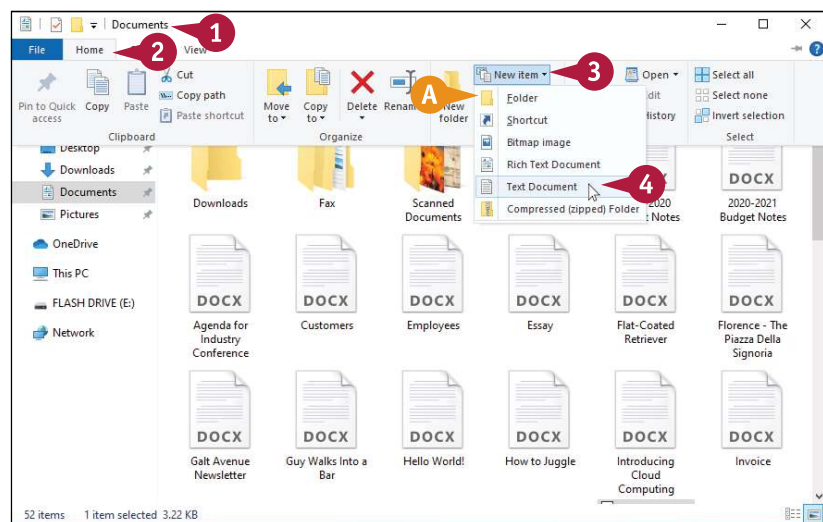 Documents
1
File Home View
2
Cut
Copy path
Paste shortcut
Pin to Quick access
Copy
Paste
Clipboard
Move to
Copy to
Delete
New folder
Organize
New item
3
A
Folder
Shortcut
Bitmap image
Rich Text Document
Text Document
4
Compressed (zipped) Folder
Open
Select all
Select none
Invert selection
Select
Desktop
Downloads
Documents
Pictures
OneDrive
This PC
FLASH DRIVE (E:)
Network
Downloads
Fax
Scanned
Documents
Notes
DOCX
2020-2021
Budget Notes
DOCX DOCX DOCX DOCX DOCX DOCX
Agenda for
Industry
Conference
Customers
Employees
Essay
Flat-Coated
Retriever
Florence - The
Piazza Della
Signoria
DOCX DOCX DOCX DOCX DOCX DOCX
Galt Avenue
Newsletter
Guy Walks Into a
Bar
Hello World!
How to Juggle
Introducing
Cloud
Computing
Invoice
52 items 1 item selected 3.22 KB